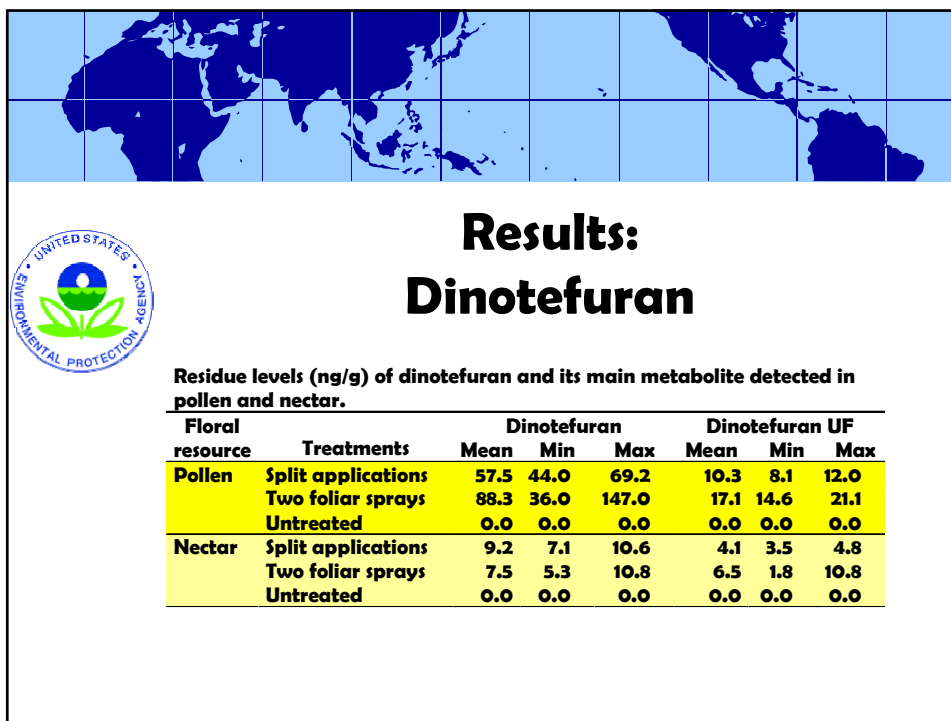 UNITED STATES
ENVIRONMENTAL PROTECTION AGENCY
Results:
Dinotefuran
Residue levels (ng/g) of dinotefuran and its main metabolite detected in
pollen and nectar.
Floral Dinotefuran Dinotefuran UF
resource Treatments Mean Min Max Mean Min Max
Pollen Split applications 57.5 44.0 69.2 10.3 8.1 12.0
Two foliar sprays 88.3 36.0 147.0 17.1 14.6 21.1
Untreated 0.0 0.0 0.0 0.0 0.0 0.0
Nectar Split applications 9.2 7.1 10.6 4.1 3.5 4.8
Two foliar sprays 7.5 5.3 10.8 6.5 1.8 10.8
Untreated 0.0 0.0 0.0 0.0 0.0 0.0